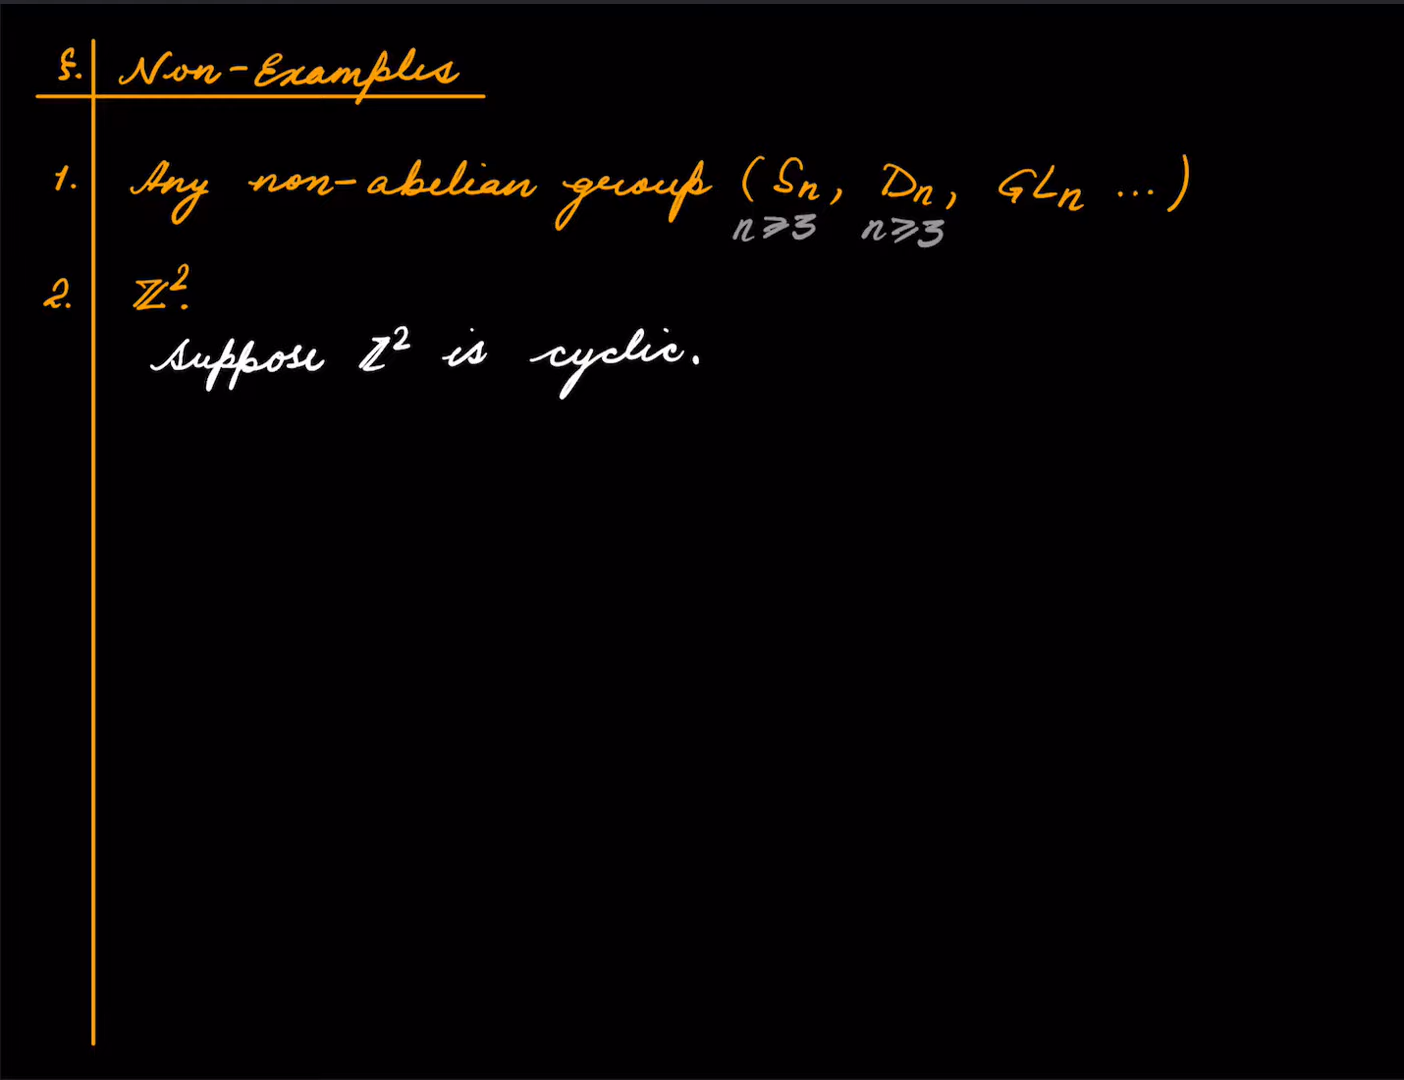 §. Non-Examples
1. Any non-abelian group (Sn, Dn, GLn ...)
n⩾3 n⩾3
2. ℤ².
Suppose ℤ² is cyclic.